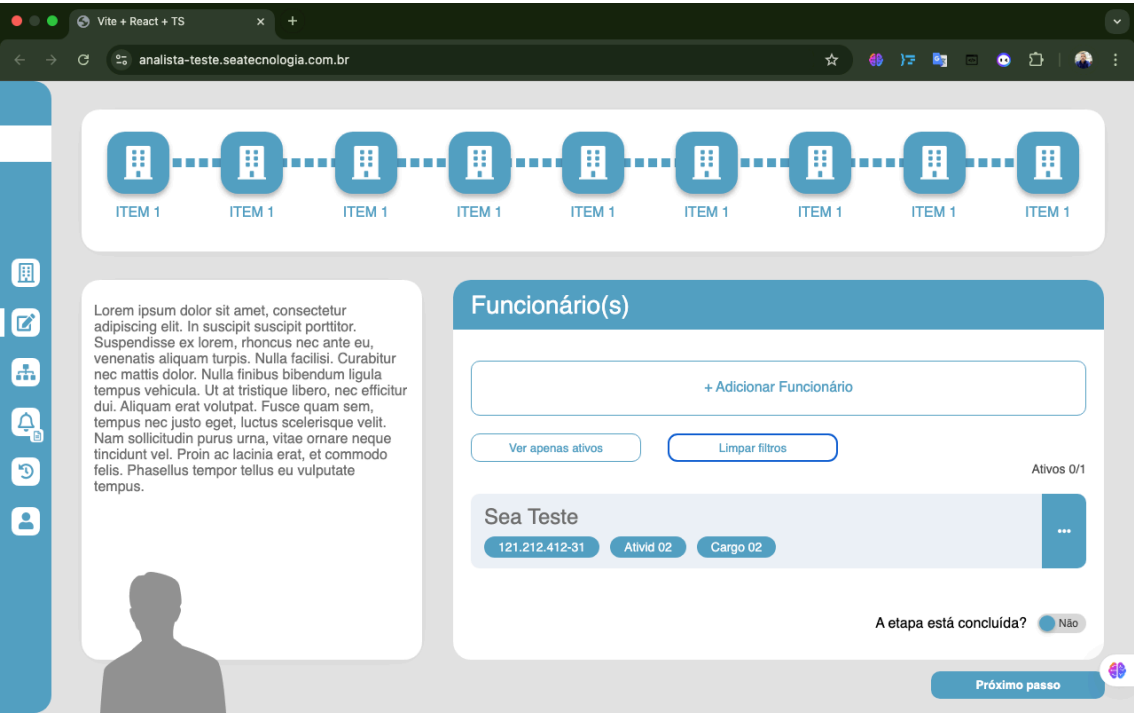 Vite + React + TS
analista-teste.seatecnologia.com.br
ITEM 1 ITEM 1 ITEM 1 ITEM 1 ITEM 1 ITEM 1 ITEM 1 ITEM 1 ITEM 1
Lorem ipsum dolor sit amet, consectetur
adipiscing elit. In suscipit suscipit porttitor.
Suspendisse ex lorem, rhoncus nec ante eu,
venenatis aliquam turpis. Nulla facilisi. Curabitur
nec mattis dolor. Nulla finibus bibendum ligula
tempus vehicula. Ut at tristique libero, nec efficitur
dui. Aliquam erat volutpat. Fusce quam sem,
tempus nec justo eget, luctus scelerisque velit.
Nam sollicitudin purus urna, vitae ornare neque
tincidunt vel. Proin ac lacinia erat, et commodo
felis. Phasellus tempor tellus eu vulputate
tempus.
Funcionário(s)
+ Adicionar Funcionário
Ver apenas ativos Limpar filtros
Ativos 0/1
Sea Teste
121.212.412-31 Ativid 02 Cargo 02
A etapa está concluída? Não
Próximo passo